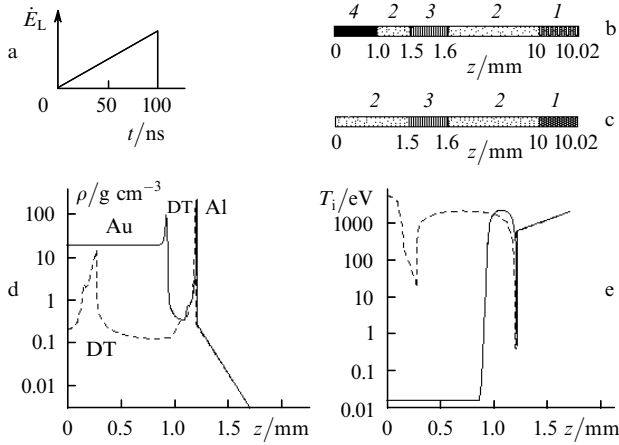 a
Ė_L
0
100
t/ns
4 2 3 2 1
b
0 1.0 1.5 1.6 10 10.02
z/mm
2 3 2 1
c
0 1.5 1.6 10 10.02
z/mm
d
ρ/g cm⁻³
100
10
1
0.1
0.01
Au
DT
Al
DT
0 0.5 1.0 1.5 z/mm
e
T_i/eV
1000
100
10
1
0.1
0.01
0 0.5 1.0 1.5 z/mm